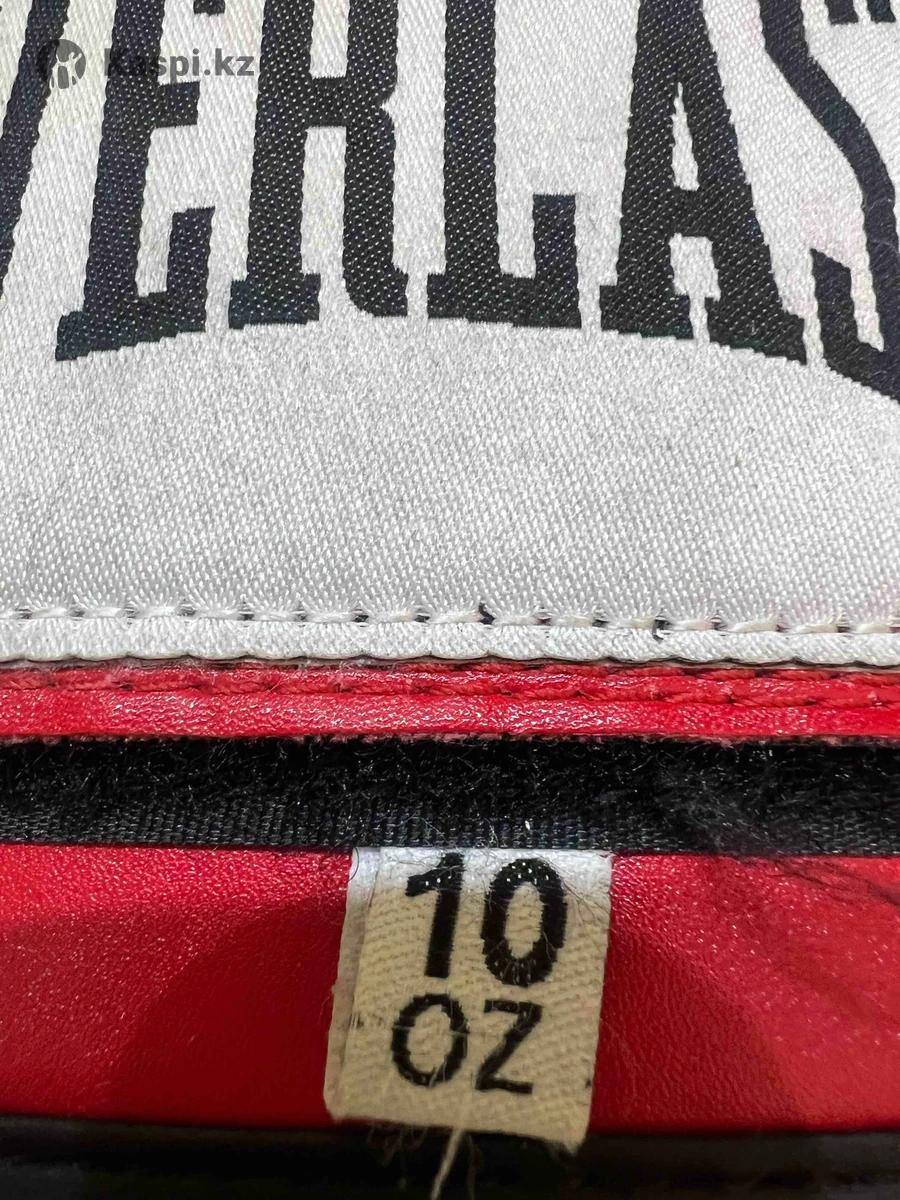 Kaspi.kz
VERLAS
10
OZ